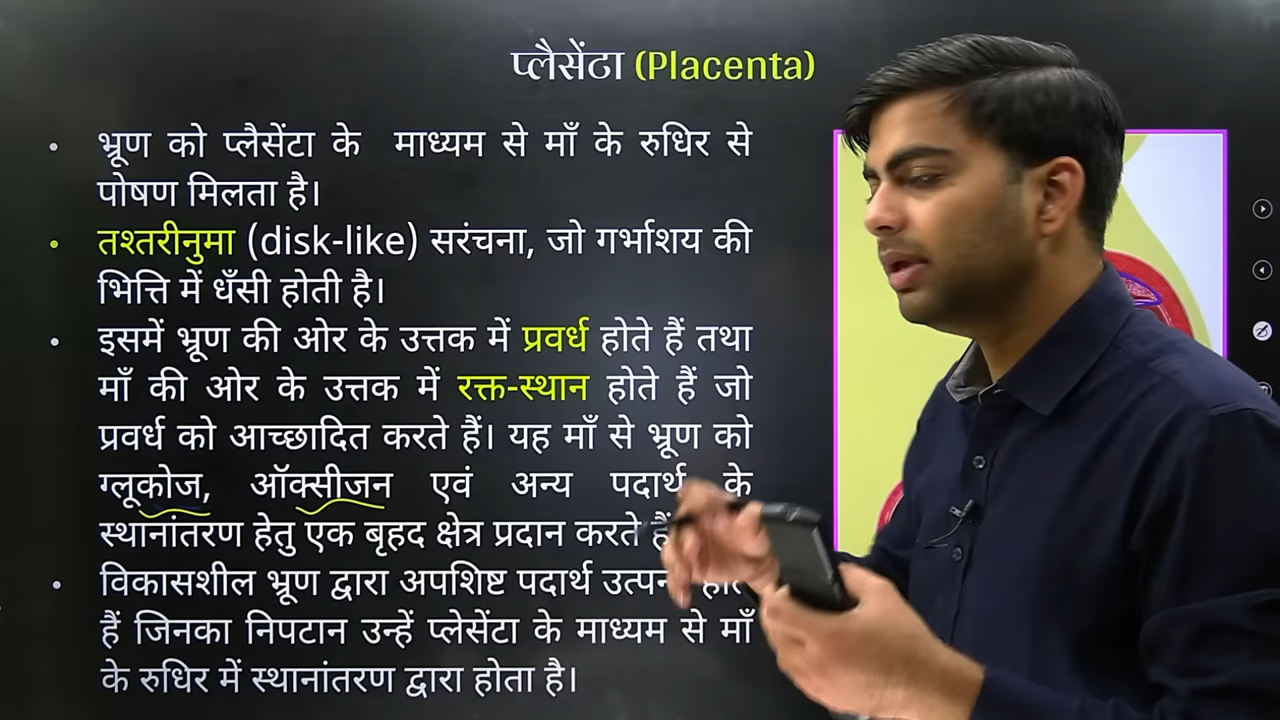 प्लैसेंटा (Placenta)
• भ्रूण को प्लैसेंटा के माध्यम से माँ के रुधिर से
पोषण मिलता है।
• तश्तरीनुमा (disk-like) सरंचना, जो गर्भाशय की
भित्ति में धँसी होती है।
• इसमें भ्रूण की ओर के उत्तक में प्रवर्ध होते हैं तथा
माँ की ओर के उत्तक में रक्त-स्थान होते हैं जो
प्रवर्ध को आच्छादित करते हैं। यह माँ से भ्रूण को
ग्लूकोज, ऑक्सीजन एवं अन्य पदार्थ के
स्थानांतरण हेतु एक बृहद क्षेत्र प्रदान करते
• विकासशील भ्रूण द्वारा अपशिष्ट पदार्थ
हैं जिनका निपटान उन्हें प्लेसेंटा के माध्यम से माँ
के रुधिर में स्थानांतरण द्वारा होता है।